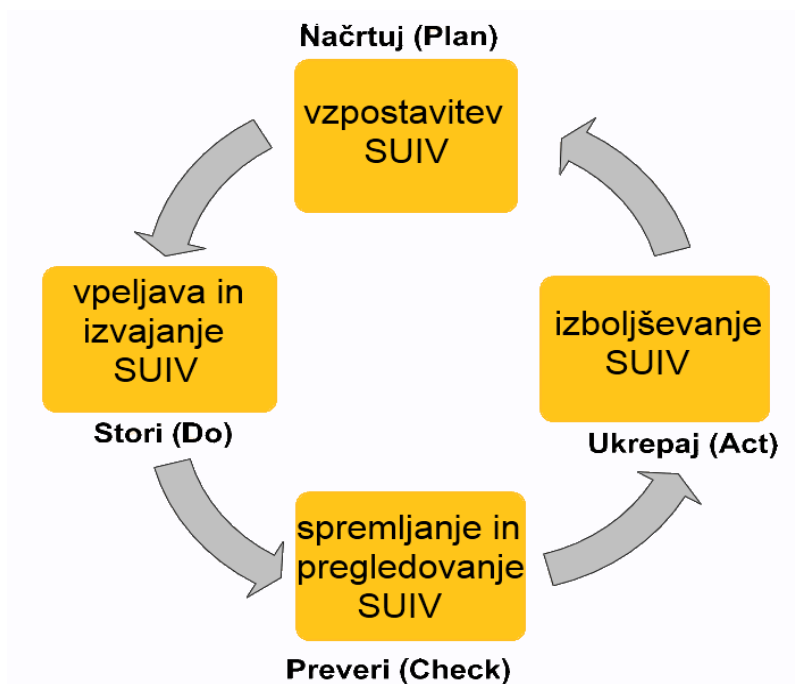 Načrtuj (Plan)
vzpostavitev
SUIV
vpeljava in
izvajanje
SUIV
Stori (Do)
izboljševanje
SUIV
Ukrepaj (Act)
spremljanje in
pregledovanje
SUIV
Preveri (Check)